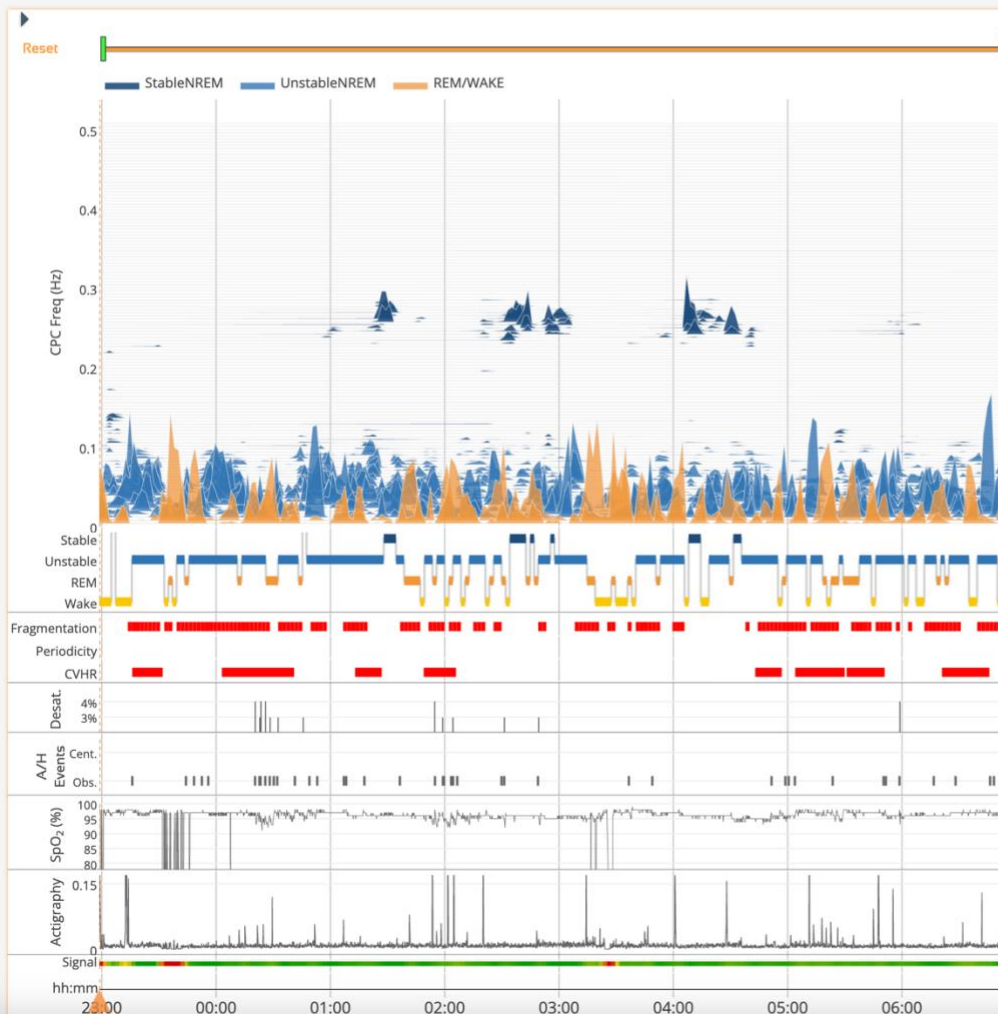 Reset
StableNREM UnstableNREM REM/WAKE
0.5
0.4
0.3
CPC Freq (Hz)
0.2
0.1
0
Stable
Unstable
REM
Wake
Fragmentation
Periodicity
CVHR
Desat.
4%
3%
A/H Events
Cent.
Obs.
SpO₂ (%)
100
95
90
85
80
Actigraphy
0.15
0
Signal
hh:mm
23:00 00:00 01:00 02:00 03:00 04:00 05:00 06:00